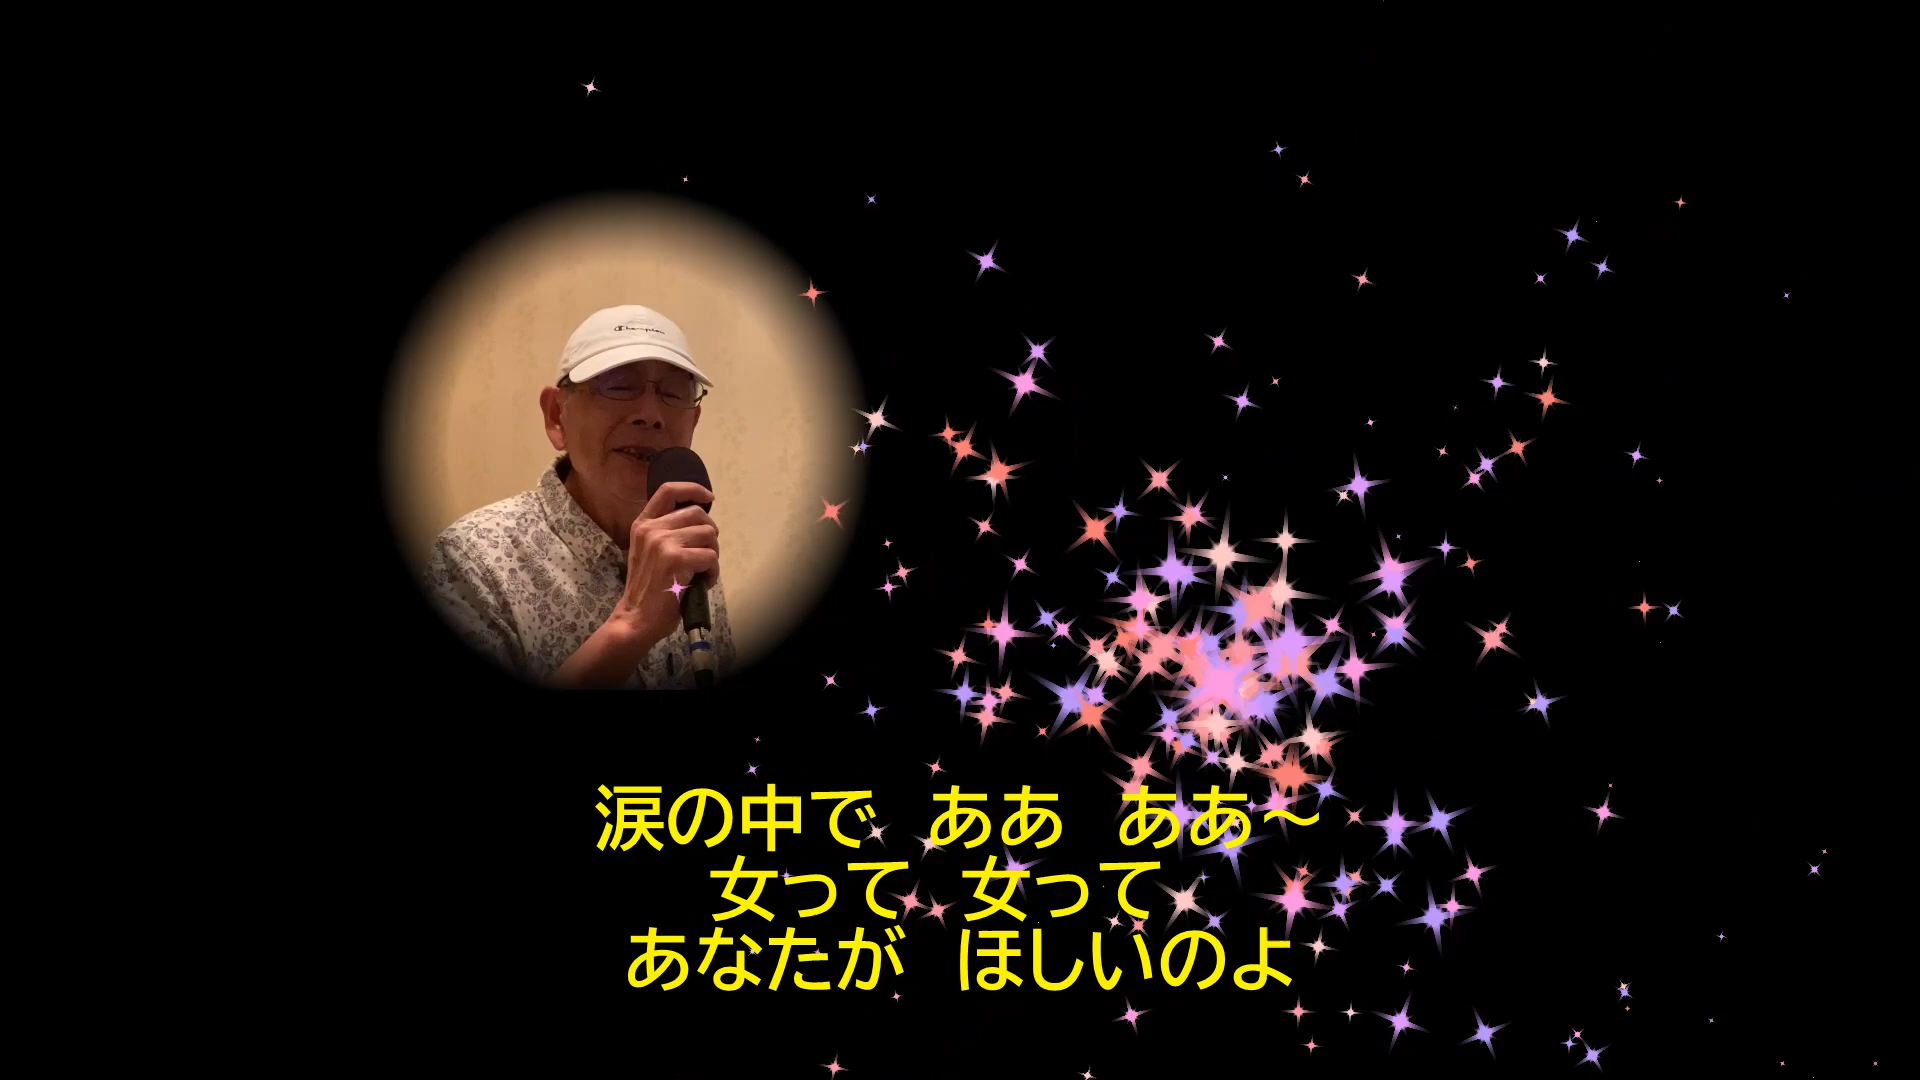 Champion
涙の中で　ああ　ああ～
女って　女って
あなたが　ほしいのよ